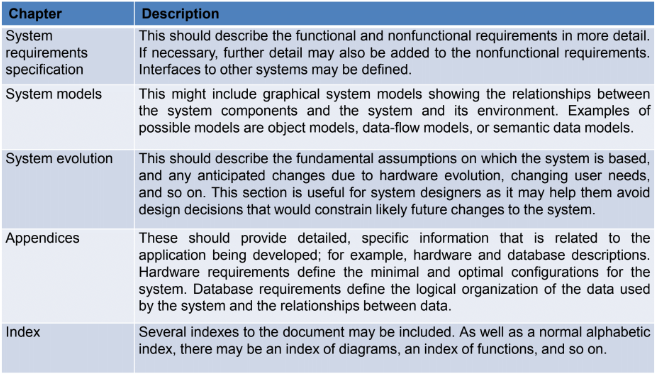 Chapter Description
System requirements specification This should describe the functional and nonfunctional requirements in more detail.
If necessary, further detail may also be added to the nonfunctional requirements.
Interfaces to other systems may be defined.
System models This might include graphical system models showing the relationships between
the system components and the system and its environment. Examples of
possible models are object models, data-flow models, or semantic data models.
System evolution This should describe the fundamental assumptions on which the system is based,
and any anticipated changes due to hardware evolution, changing user needs,
and so on. This section is useful for system designers as it may help them avoid
design decisions that would constrain likely future changes to the system.
Appendices These should provide detailed, specific information that is related to the
application being developed; for example, hardware and database descriptions.
Hardware requirements define the minimal and optimal configurations for the
system. Database requirements define the logical organization of the data used
by the system and the relationships between data.
Index Several indexes to the document may be included. As well as a normal alphabetic
index, there may be an index of diagrams, an index of functions, and so on.